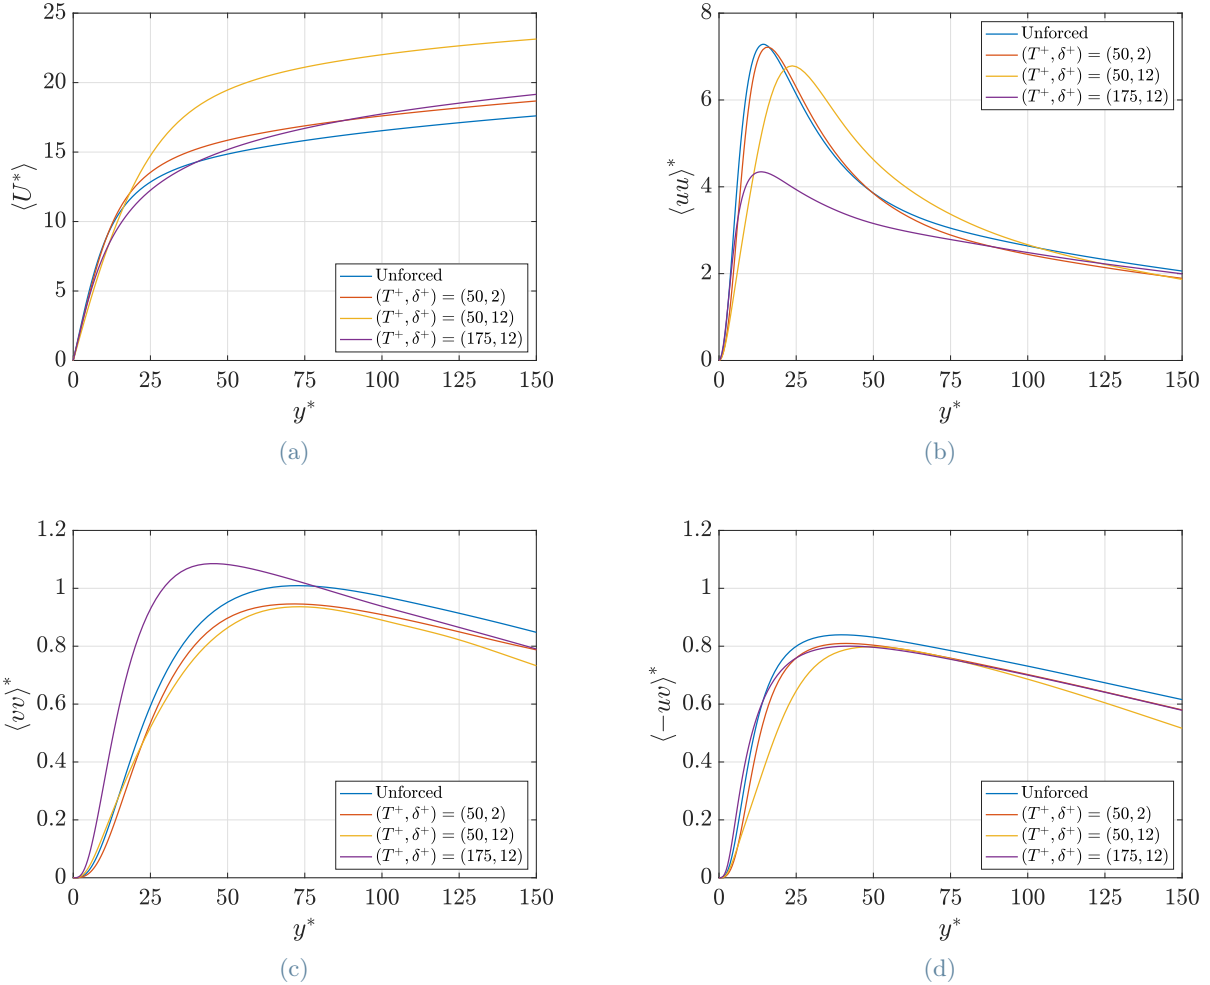 25
20
15
10
5
0
⟨U*⟩
Unforced
(T⁺, δ⁺) = (50, 2)
(T⁺, δ⁺) = (50, 12)
(T⁺, δ⁺) = (175, 12)
0 25 50 75 100 125 150
y*
(a)
8
6
4
2
0
⟨uu⟩*
Unforced
(T⁺, δ⁺) = (50, 2)
(T⁺, δ⁺) = (50, 12)
(T⁺, δ⁺) = (175, 12)
0 25 50 75 100 125 150
y*
(b)
1.2
1
0.8
0.6
0.4
0.2
0
⟨vv⟩*
Unforced
(T⁺, δ⁺) = (50, 2)
(T⁺, δ⁺) = (50, 12)
(T⁺, δ⁺) = (175, 12)
0 25 50 75 100 125 150
y*
(c)
1.2
1
0.8
0.6
0.4
0.2
0
⟨−uv⟩*
Unforced
(T⁺, δ⁺) = (50, 2)
(T⁺, δ⁺) = (50, 12)
(T⁺, δ⁺) = (175, 12)
0 25 50 75 100 125 150
y*
(d)